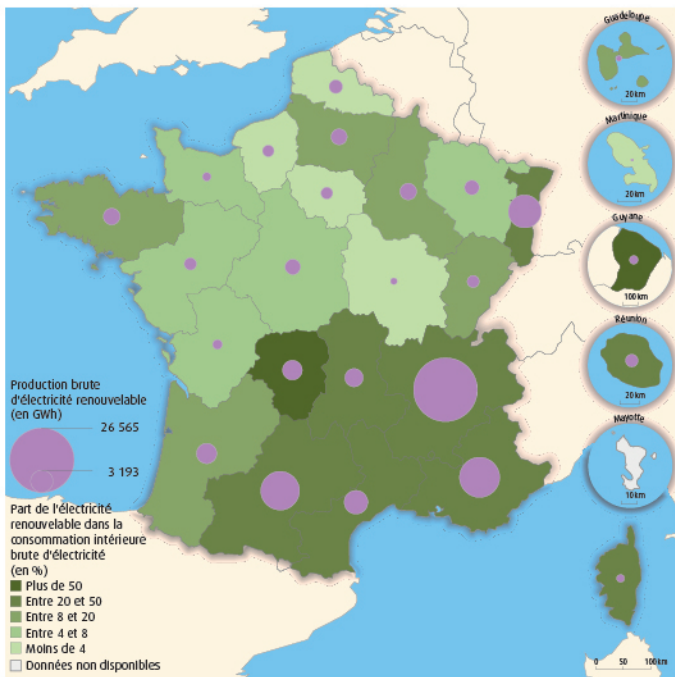 Guadeloupe
20 km
Martinique
20 km
Guyane
100 km
Réunion
20 km
Mayotte
10 km
Production brute
d'électricité renouvelable
(en GWh)
26 565
3 193
Part de l'électricité
renouvelable dans la
consommation intérieure
brute d'électricité
(en %)
Plus de 50
Entre 20 et 50
Entre 8 et 20
Entre 4 et 8
Moins de 4
Données non disponibles
0 50 100 km